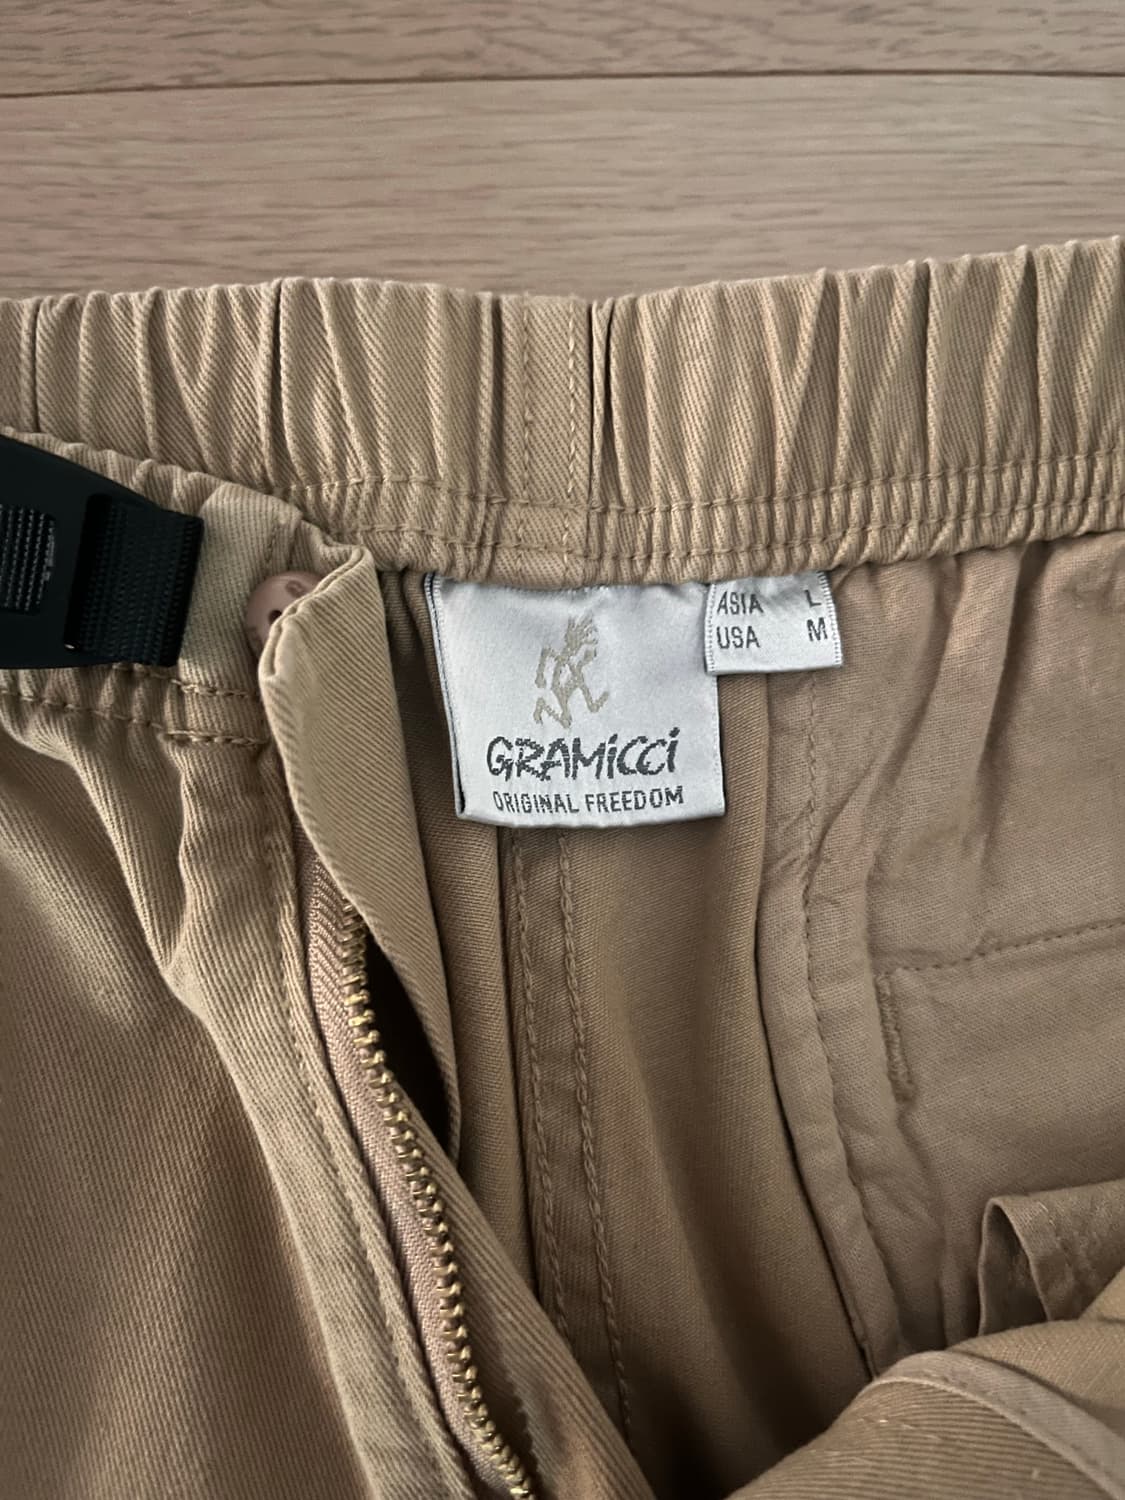 GRAMiCCi
ORIGINAL FREEDOM
ASIA L
USA M